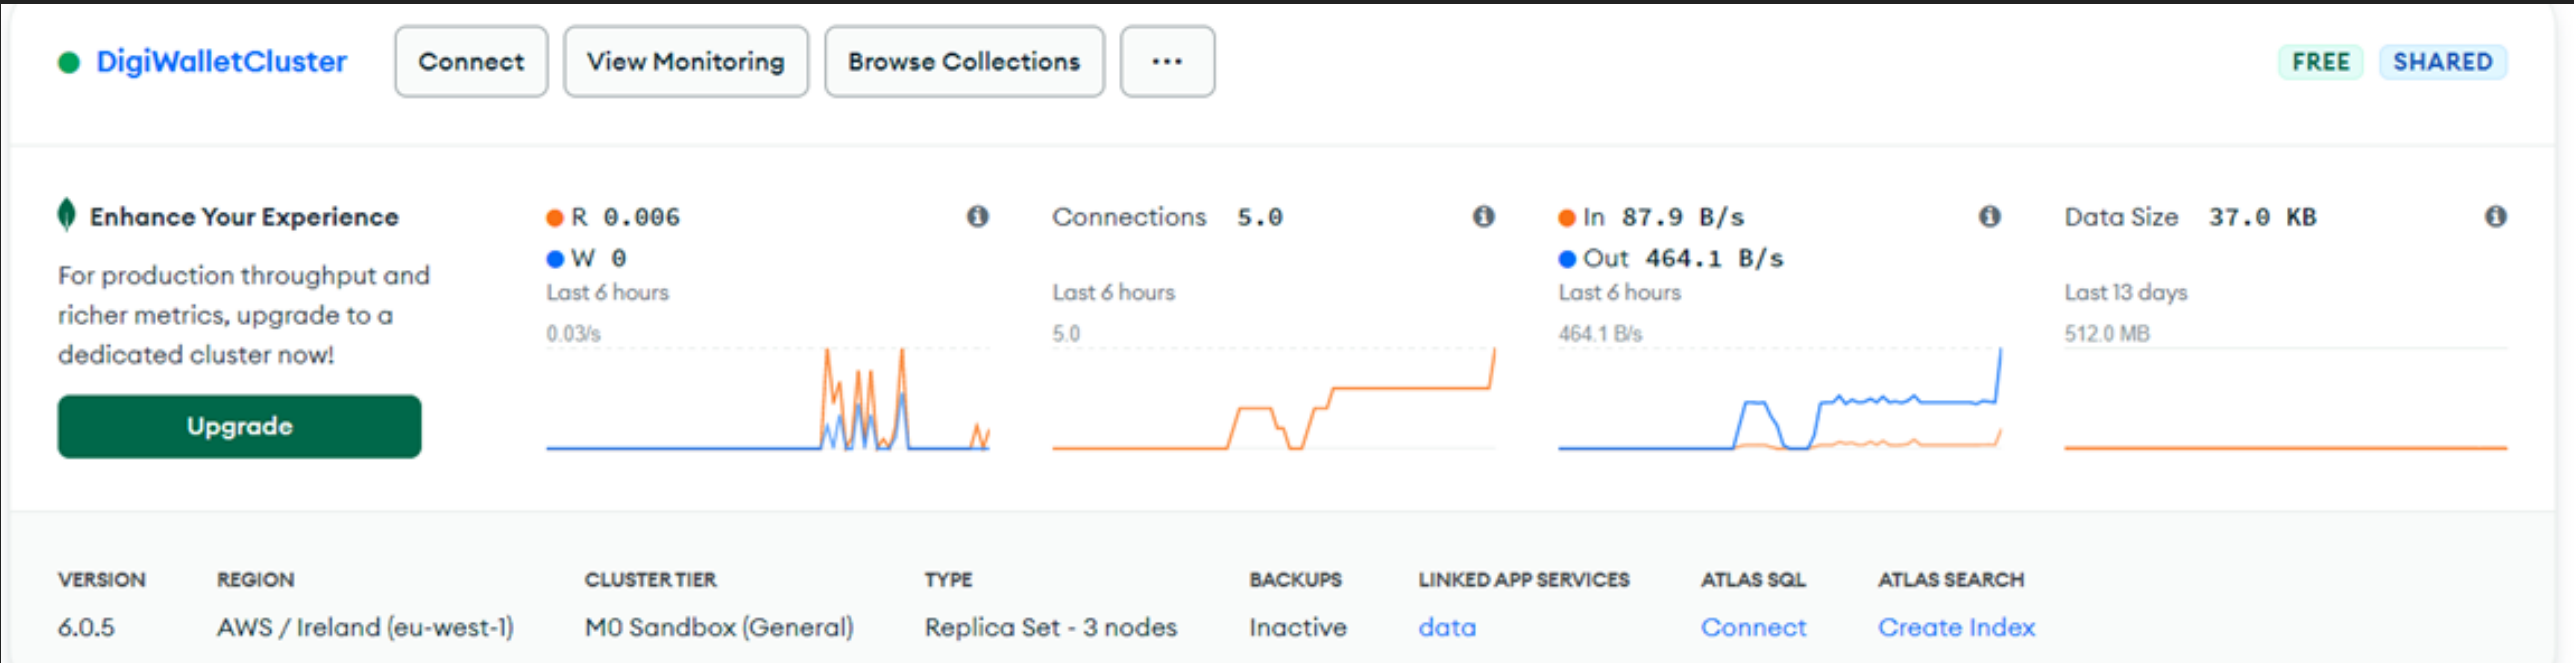 DigiWalletCluster Connect View Monitoring Browse Collections ... FREE SHARED
Enhance Your Experience
For production throughput and
richer metrics, upgrade to a
dedicated cluster now!
Upgrade
R 0.006
W 0
Last 6 hours
0.03/s
Connections 5.0
Last 6 hours
5.0
In 87.9 B/s
Out 464.1 B/s
Last 6 hours
464.1 B/s
Data Size 37.0 KB
Last 13 days
512.0 MB
VERSION REGION CLUSTER TIER TYPE BACKUPS LINKED APP SERVICES ATLAS SQL ATLAS SEARCH
6.0.5 AWS / Ireland (eu-west-1) M0 Sandbox (General) Replica Set - 3 nodes Inactive data Connect Create Index